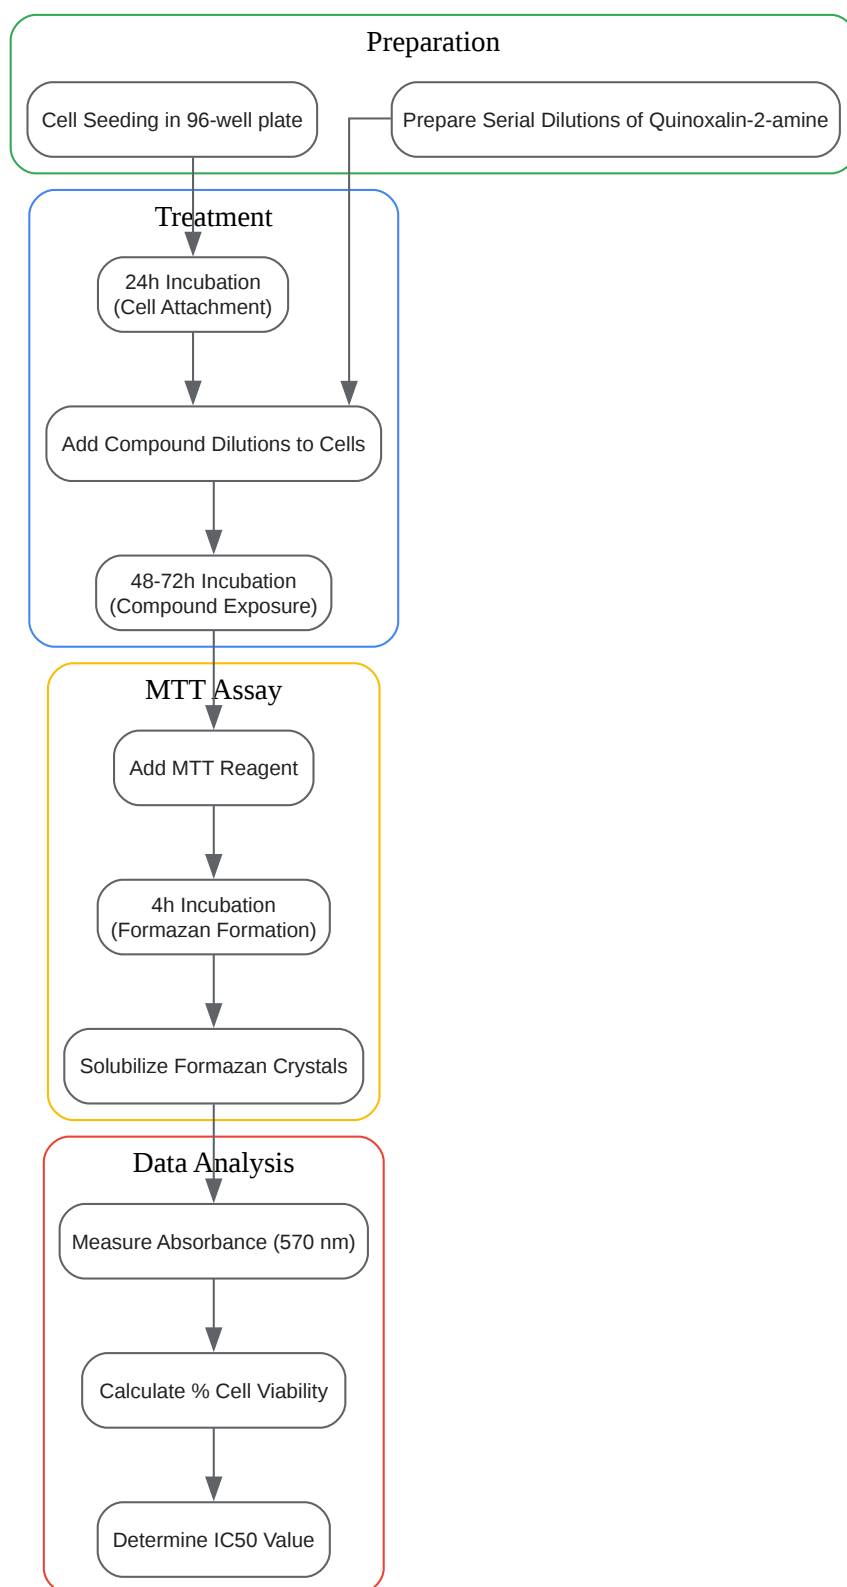 Preparation
Cell Seeding in 96-well plate
Prepare Serial Dilutions of Quinoxalin-2-amine
Treatment
24h Incubation
(Cell Attachment)
Add Compound Dilutions to Cells
48-72h Incubation
(Compound Exposure)
MTT Assay
Add MTT Reagent
4h Incubation
(Formazan Formation)
Solubilize Formazan Crystals
Data Analysis
Measure Absorbance (570 nm)
Calculate % Cell Viability
Determine IC50 Value